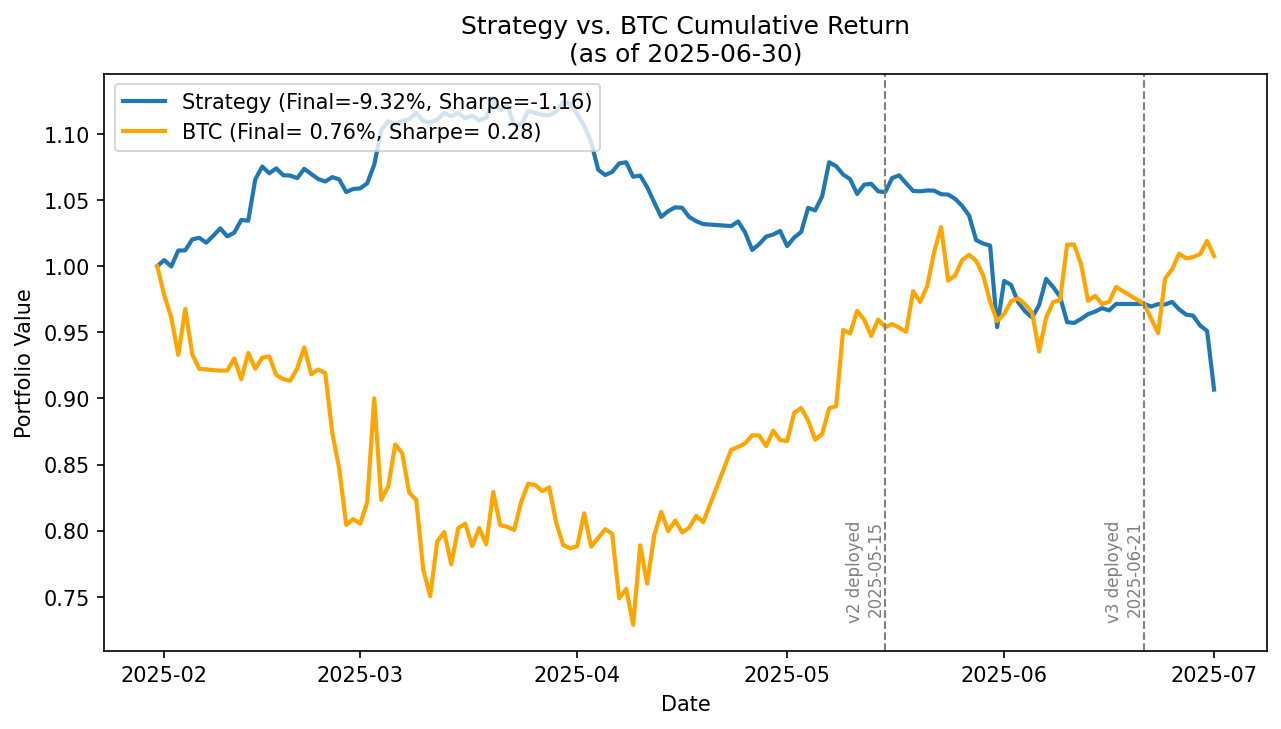 Strategy vs. BTC Cumulative Return
(as of 2025-06-30)
Strategy (Final=-9.32%, Sharpe=-1.16)
BTC (Final= 0.76%, Sharpe= 0.28)
Portfolio Value
1.10
1.05
1.00
0.95
0.90
0.85
0.80
0.75
v2 deployed
2025-05-15
v3 deployed
2025-06-21
2025-02
2025-03
2025-04
2025-05
2025-06
2025-07
Date